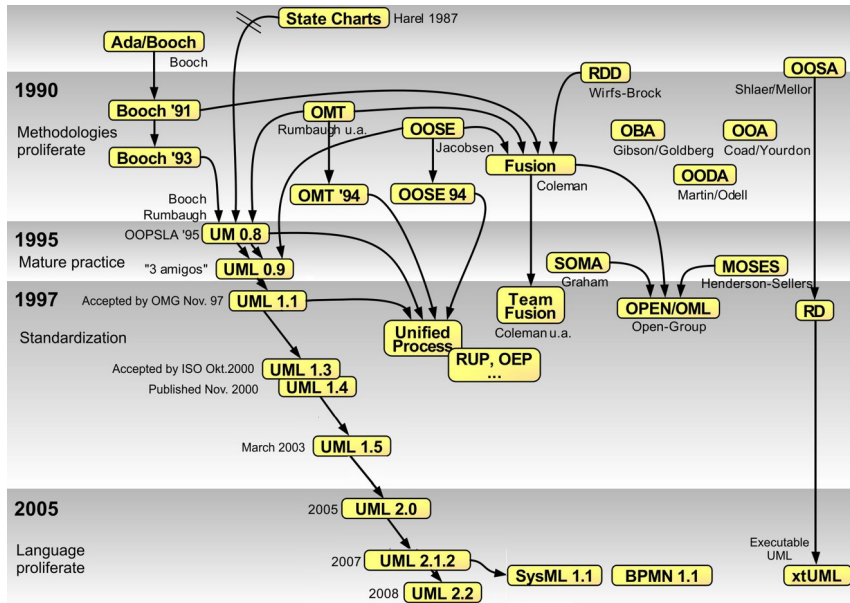 State Charts
Harel 1987
Ada/Booch
Booch
OOSA
Shlaer/Mellor
RDD
Wirfs-Brock
1990
Methodologies
proliferate
Booch '91
OMT
Rumbaugh u.a.
OOSE
Jacobsen
OBA
Gibson/Goldberg
OOA
Coad/Yourdon
Booch '93
Fusion
Coleman
OODA
Martin/Odell
OMT '94
OOSE 94
Booch
Rumbaugh
OOPSLA '95
UM 0.8
1995
Mature practice
"3 amigos"
UML 0.9
SOMA
Graham
MOSES
Henderson-Sellers
1997
Accepted by OMG Nov. 97
UML 1.1
Team
Fusion
Coleman u.a.
OPEN/OML
Open-Group
RD
Standardization
Unified
Process
RUP, OEP
...
Accepted by ISO Okt.2000
UML 1.3
Published Nov. 2000
UML 1.4
March 2003
UML 1.5
2005
2005
UML 2.0
Language
proliferate
2007
UML 2.1.2
SysML 1.1
BPMN 1.1
Executable
UML
xtUML
2008
UML 2.2